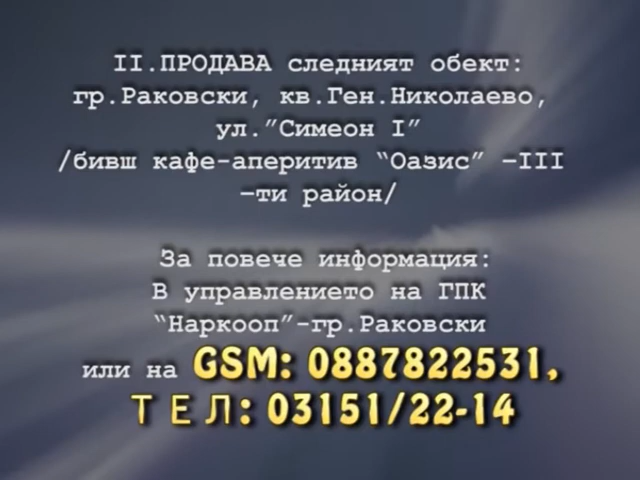 II.ПРОДАВА следният обект:
гр.Раковски, кв.Ген.Николаево,
ул."Симеон I"
/бивш кафе-аперитив “Оазис” –III
–ти район/
За повече информация:
В управлението на ГПК
“Наркооп”-гр.Раковски
или на GSM: 0887822531,
ТЕЛ: 03151/22-14